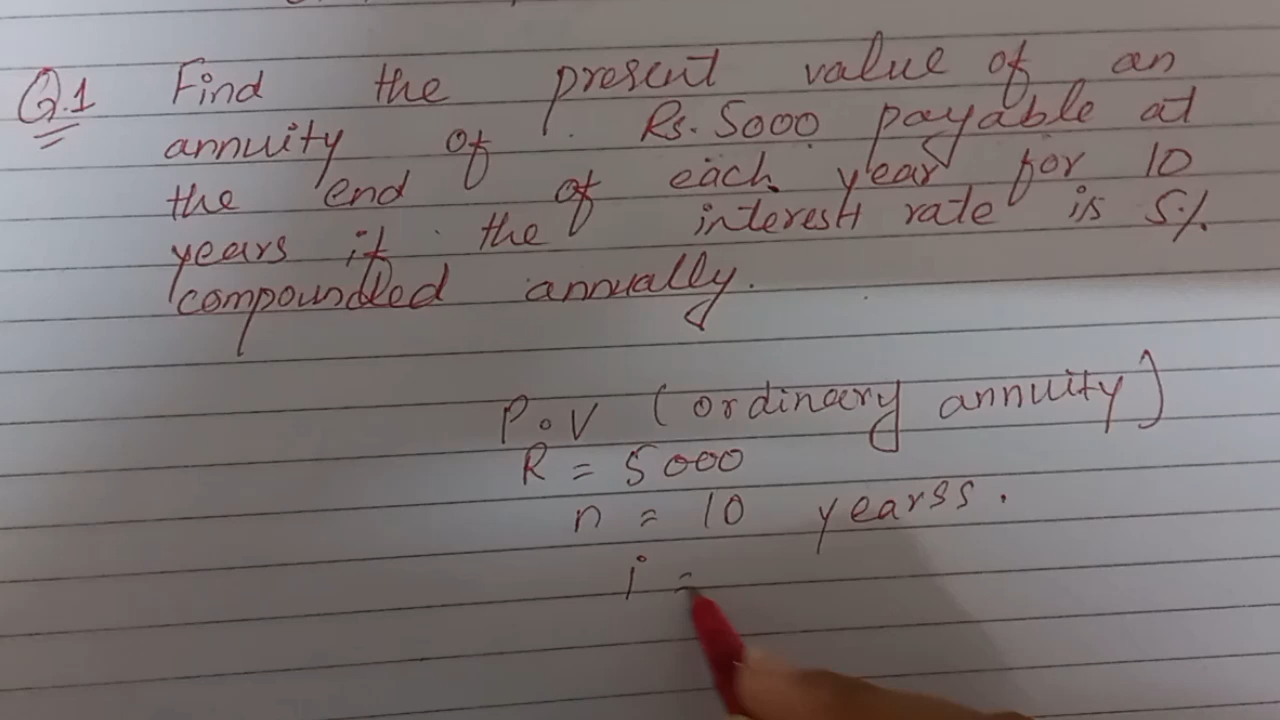 Q.1 Find the present value of an
annuity of Rs. 5000 payable at
the end of each year for 10
years if the interest rate is 5%
compounded annually.
P.V (ordinary annuity)
R = 5000
n = 10 yearss.
i =